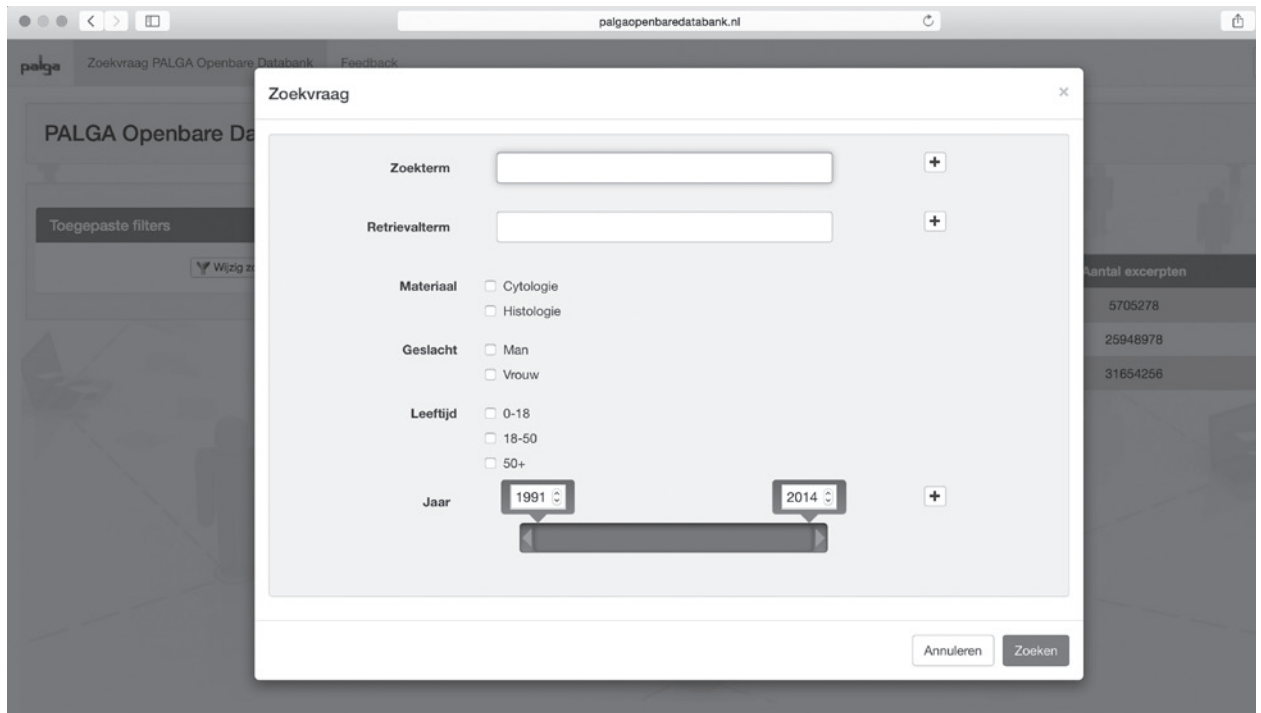 palgaopenbaredatabank.nl
palga
Zoekvraag PALGA Openbare Databank
Feedback
Zoekvraag
×
PALGA Openbare Da
Zoekterm
+
Toegepaste filters
Retrievalterm
+
Wijzig zo
Aantal excerpten
Materiaal
Cytologie
Histologie
5705278
Geslacht
Man
25948978
Vrouw
31654256
Leeftijd
0-18
18-50
50+
Jaar
1991
2014
+
Annuleren
Zoeken